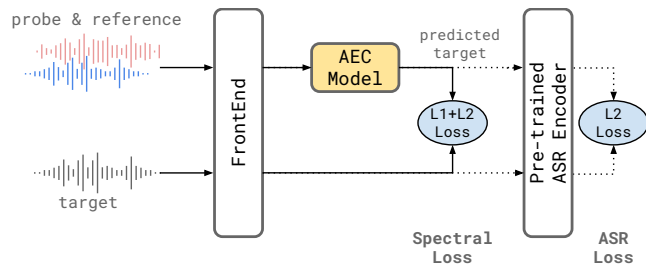 probe & reference
predicted
target
AEC
Model
FrontEnd
L1+L2
Loss
Pre-trained
ASR Encoder
L2
Loss
target
Spectral
Loss
ASR
Loss